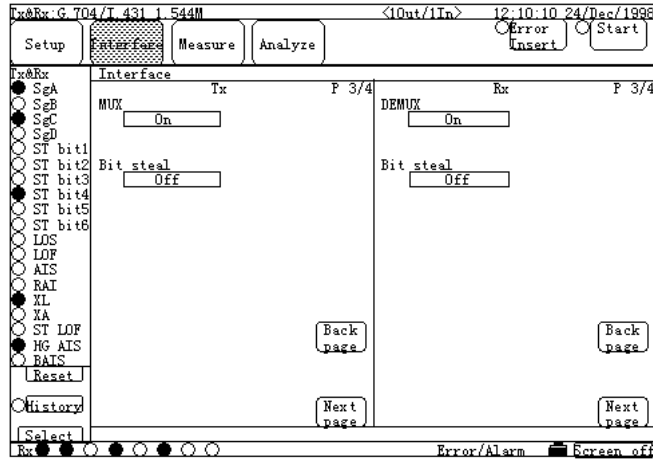 Tx&Rx:G.704/I.431 1.544M <1Out/1In> 12:10:10 24/Dec/1998
Setup Interface Measure Analyze Error Insert Start
Tx&Rx Interface
Tx P 3/4 Rx P 3/4
SgA
SgB
SgC
SgD
ST bit1
ST bit2
ST bit3
ST bit4
ST bit5
ST bit6
LOS
LOF
AIS
RAI
XL
XA
ST LOF
HG AIS
BAIS
Reset
History
Select
MUX
On
Bit steal
Off
Back page
Next page
DEMUX
On
Bit steal
Off
Back page
Next page
Rx Error/Alarm Screen off